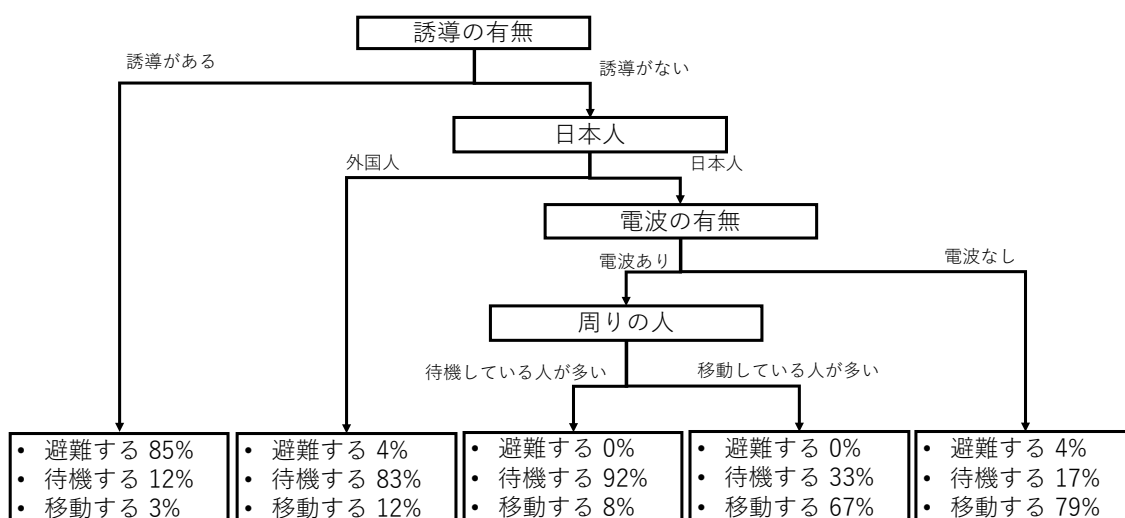 誘導の有無
誘導がある
誘導がない
日本人
外国人
日本人
電波の有無
電波あり
電波なし
周りの人
待機している人が多い
移動している人が多い
• 避難する 85%
• 待機する 12%
• 移動する 3%
• 避難する 4%
• 待機する 83%
• 移動する 12%
• 避難する 0%
• 待機する 92%
• 移動する 8%
• 避難する 0%
• 待機する 33%
• 移動する 67%
• 避難する 4%
• 待機する 17%
• 移動する 79%